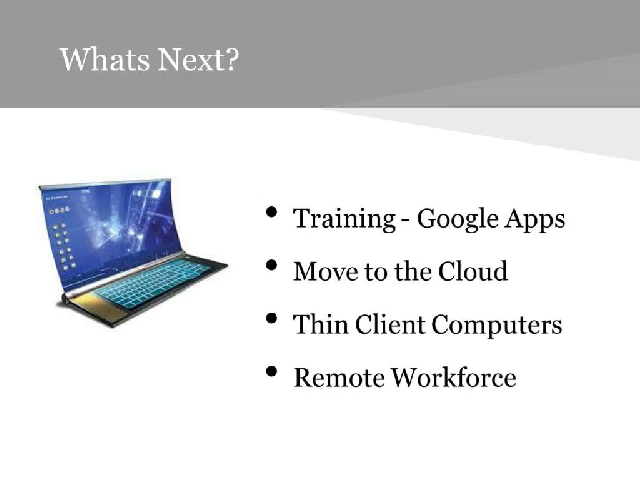 Whats Next?
• Training - Google Apps
• Move to the Cloud
• Thin Client Computers
• Remote Workforce